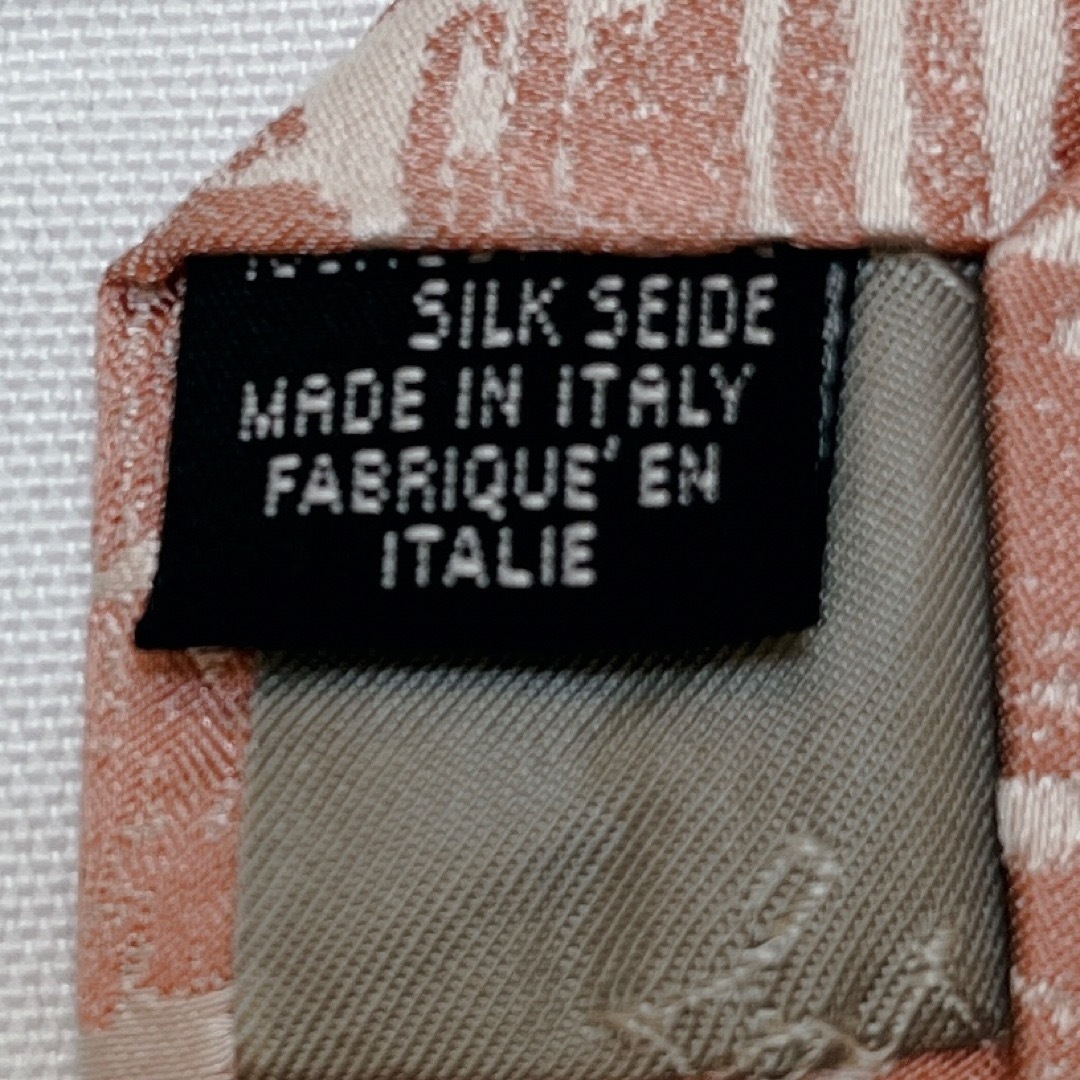 SILK SEIDE
MADE IN ITALY
FABRIQUE' EN
ITALIE